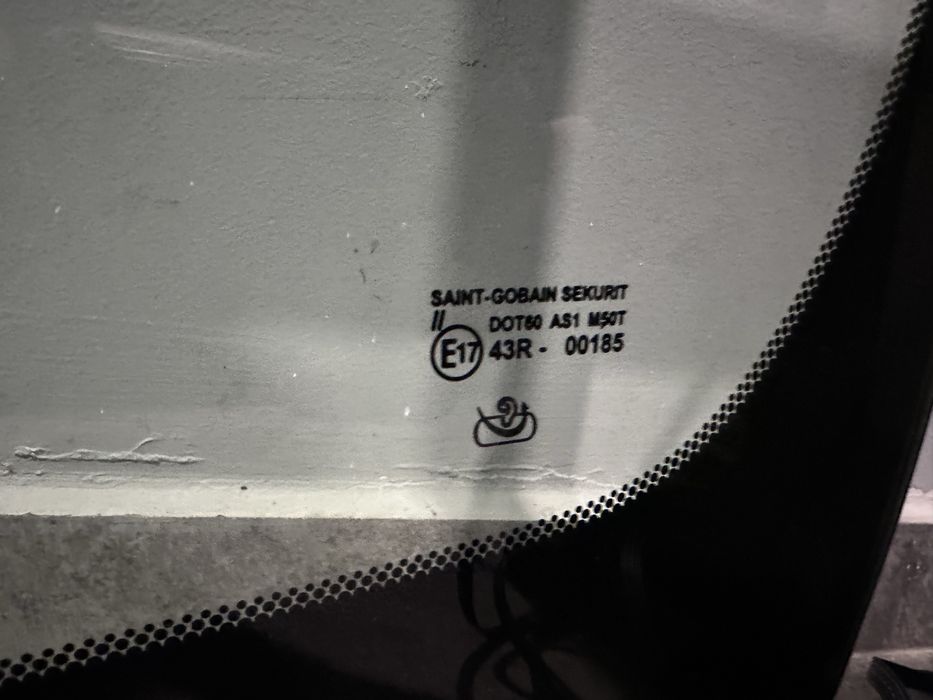 SAINT-GOBAIN SEKURIT
//
DOT60 AS1 M50T
E17 43R - 00185